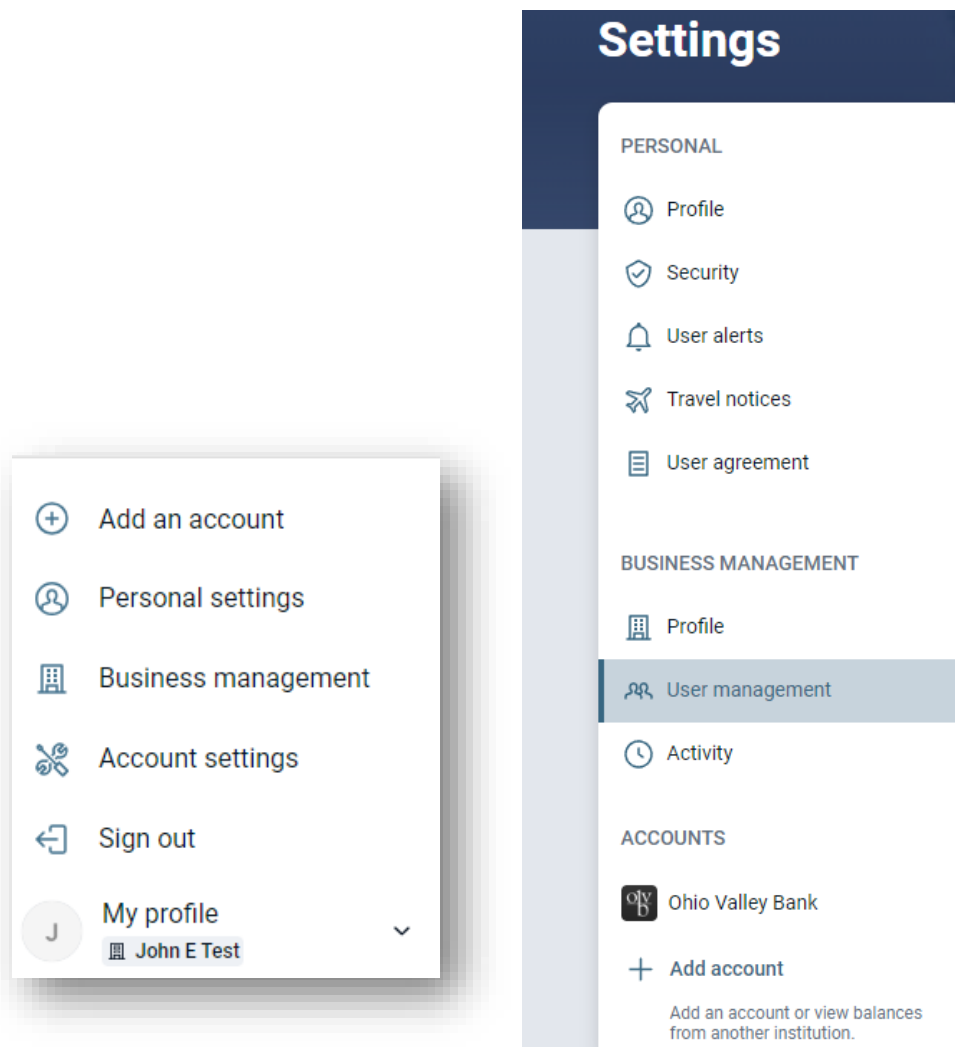 Add an account
Personal settings
Business management
Account settings
Sign out
J
My profile
John E Test
Settings
PERSONAL
Profile
Security
User alerts
Travel notices
User agreement
BUSINESS MANAGEMENT
Profile
User management
Activity
ACCOUNTS
olv
b
Ohio Valley Bank
Add account
Add an account or view balances
from another institution.